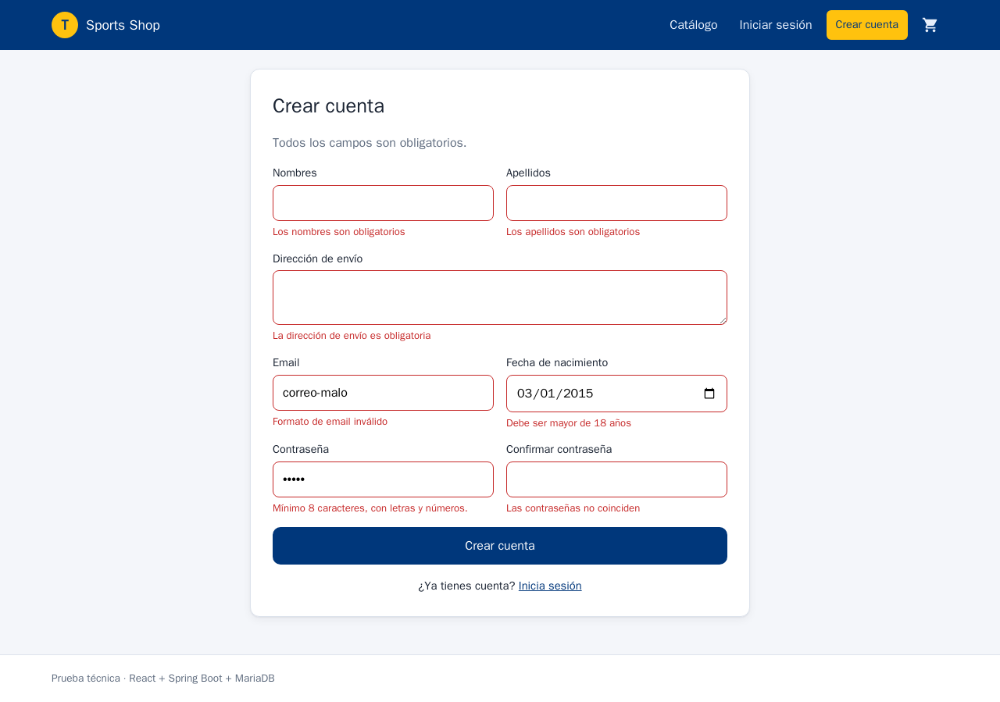 T Sports Shop
Catálogo Iniciar sesión Crear cuenta
Crear cuenta
Todos los campos son obligatorios.
Nombres Apellidos
Los nombres son obligatorios Los apellidos son obligatorios
Dirección de envío
La dirección de envío es obligatoria
Email Fecha de nacimiento
correo-malo 03/01/2015
Formato de email inválido Debe ser mayor de 18 años
Contraseña Confirmar contraseña
•••••
Mínimo 8 caracteres, con letras y números. Las contraseñas no coinciden
Crear cuenta
¿Ya tienes cuenta? Inicia sesión
Prueba técnica · React + Spring Boot + MariaDB